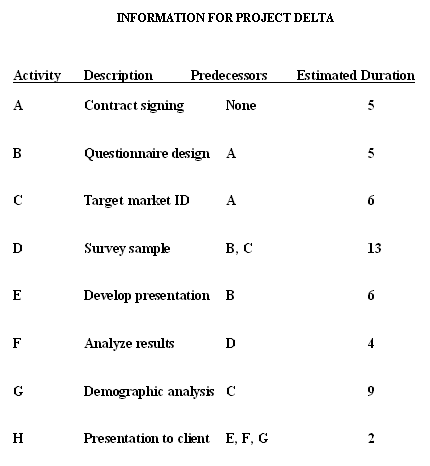 INFORMATION FOR PROJECT DELTA
Activity Description Predecessors Estimated Duration
A Contract signing None 5
B Questionnaire design A 5
C Target market ID A 6
D Survey sample B, C 13
E Develop presentation B 6
F Analyze results D 4
G Demographic analysis C 9
H Presentation to client E, F, G 2